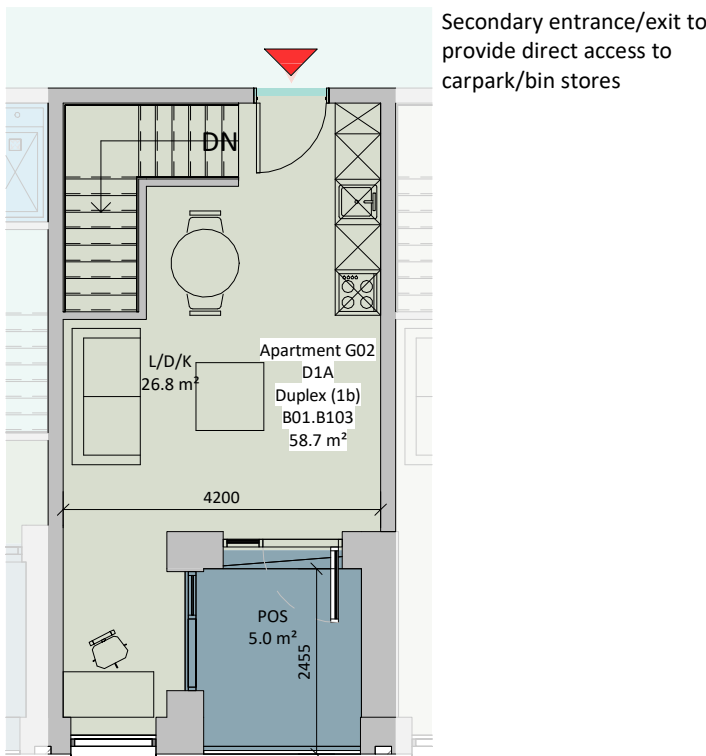 Secondary entrance/exit to
provide direct access to
carpark/bin stores
DN
L/D/K
26.8 m²
Apartment G02
D1A
Duplex (1b)
B01.B103
58.7 m²
4200
POS
5.0 m²
2455